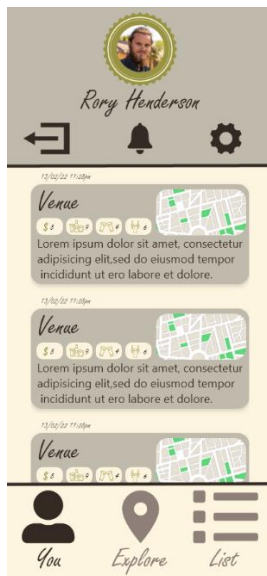 Rory Henderson
13/02/22 11:28pm
Venue
$ 8
Lorem ipsum dolor sit amet, consectetur
adipisicing elit,sed do eiusmod tempor
incididunt ut ero labore et dolore.
13/02/22 11:28pm
Venue
$ 8
Lorem ipsum dolor sit amet, consectetur
adipisicing elit,sed do eiusmod tempor
incididunt ut ero labore et dolore.
13/02/22 11:28pm
Venue
$ 8
You Explore List